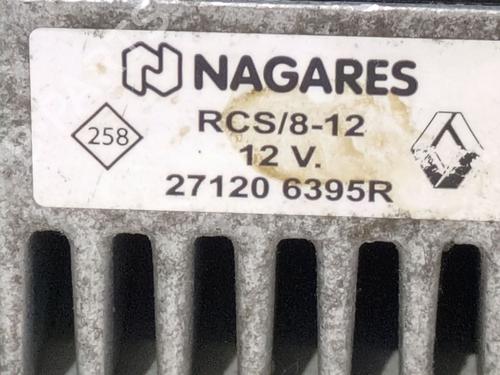 NAGARES
RCS/8-12
258
12 V.
27120 6395R